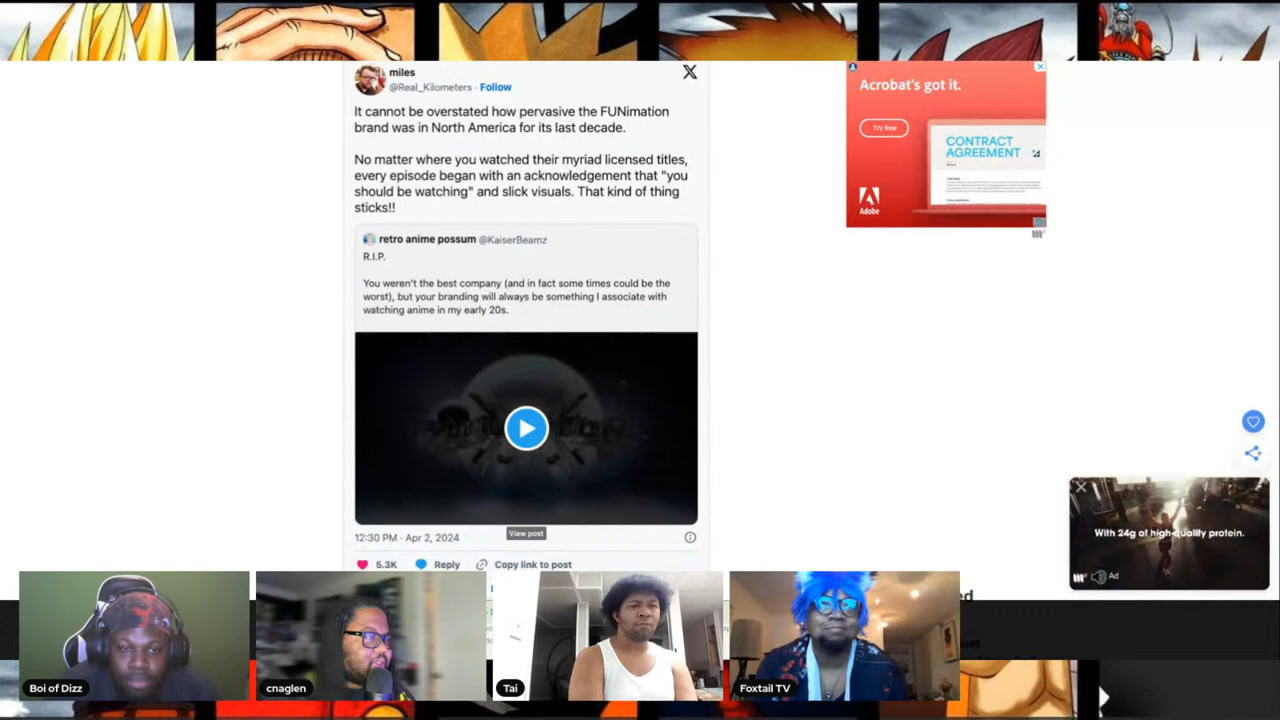 miles
@Real_Kilometers · Follow
It cannot be overstated how pervasive the FUNimation
brand was in North America for its last decade.
No matter where you watched their myriad licensed titles,
every episode began with an acknowledgement that "you
should be watching" and slick visuals. That kind of thing
sticks!!
retro anime possum @KaiserBeamz
R.I.P.
You weren't the best company (and in fact some times could be the
worst), but your branding will always be something I associate with
watching anime in my early 20s.
View post
12:30 PM · Apr 2, 2024
5.3K Reply Copy link to post
Acrobat's got it.
Try free
CONTRACT
AGREEMENT
Adobe
With 24g of high-quality protein.
Ad
Boi of Dizz
cnaglen
Tai
Foxtail TV